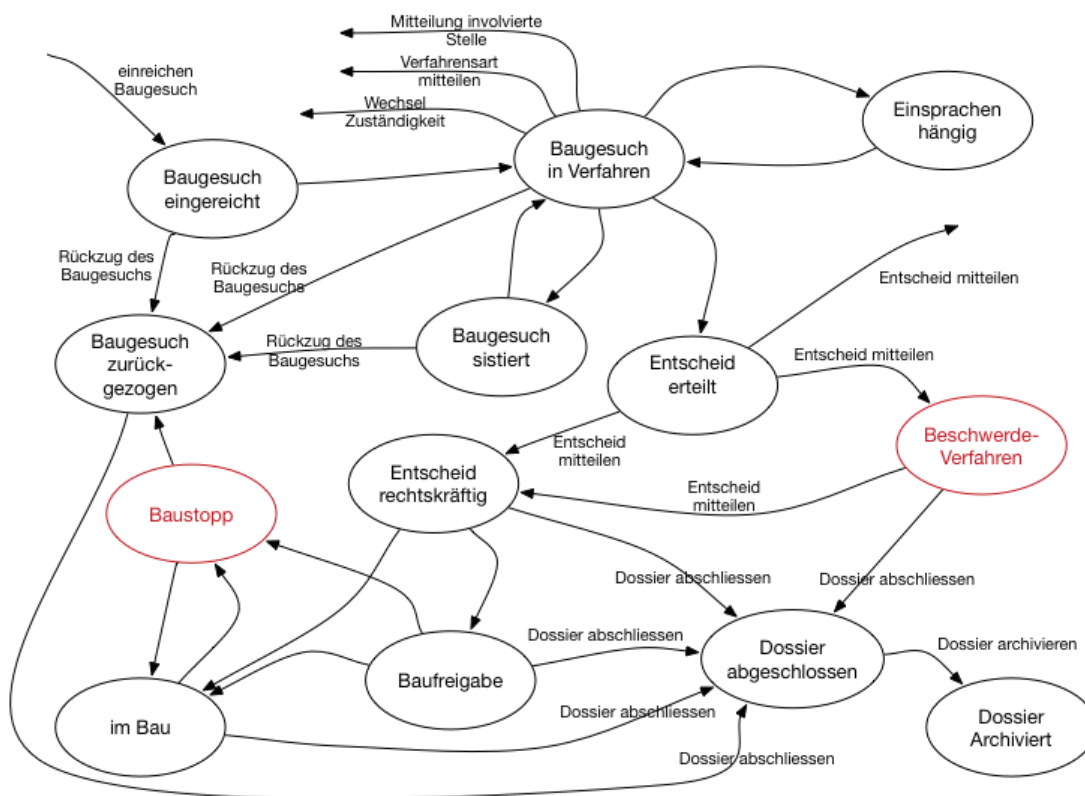 Mitteilung involvierte
Stelle
Verfahrensart
mitteilen
Wechsel
Zuständigkeit
einreichen
Baugesuch
Baugesuch
in Verfahren
Einsprachen
hängig
Baugesuch
eingereicht
Rückzug des
Baugesuchs
Rückzug des
Baugesuchs
Rückzug des
Baugesuchs
Entscheid mitteilen
Baugesuch
zurück-
gezogen
Baugesuch
sistiert
Entscheid
erteilt
Entscheid mitteilen
Beschwerde-
Verfahren
Entscheid
mitteilen
Entscheid
rechtskräftig
Entscheid
mitteilen
Baustopp
Dossier abschliessen
Dossier abschliessen
Dossier abschliessen
Baufreigabe
Dossier
abgeschlossen
Dossier archivieren
im Bau
Dossier abschliessen
Dossier abschliessen
Dossier
Archiviert